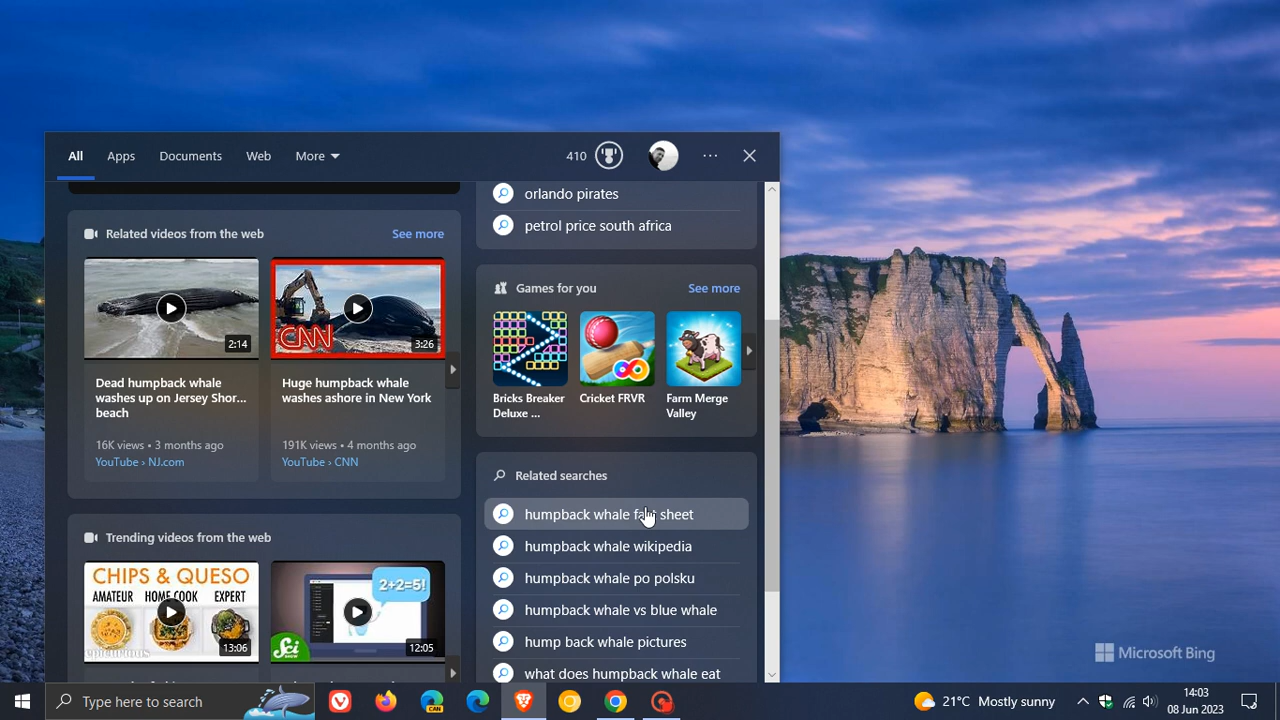 All
Apps
Documents
Web
More
410
Related videos from the web
See more
2:14
CNN
3:26
Dead humpback whale
washes up on Jersey Shor...
beach
16K views • 3 months ago
YouTube › NJ.com
Huge humpback whale
washes ashore in New York
191K views • 4 months ago
YouTube › CNN
Trending videos from the web
CHIPS & QUESO
AMATEUR HOME COOK EXPERT
epicurious
13:06
2+2=5!
Sci
SHOW
12:05
orlando pirates
petrol price south africa
Games for you
See more
Bricks Breaker
Deluxe ...
Cricket FRVR
Farm Merge
Valley
Related searches
humpback whale sheet
humpback whale wikipedia
humpback whale po polsku
humpback whale vs blue whale
hump back whale pictures
what does humpback whale eat
Microsoft Bing
Type here to search
CAN
21°C Mostly sunny
14:03
08 Jun 2023